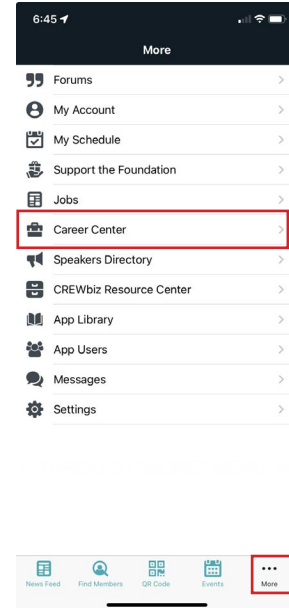 6:45
More
Forums
My Account
My Schedule
Support the Foundation
Jobs
Career Center
Speakers Directory
CREWbiz Resource Center
App Library
App Users
Messages
Settings
News Feed Find Members QR Code Events More